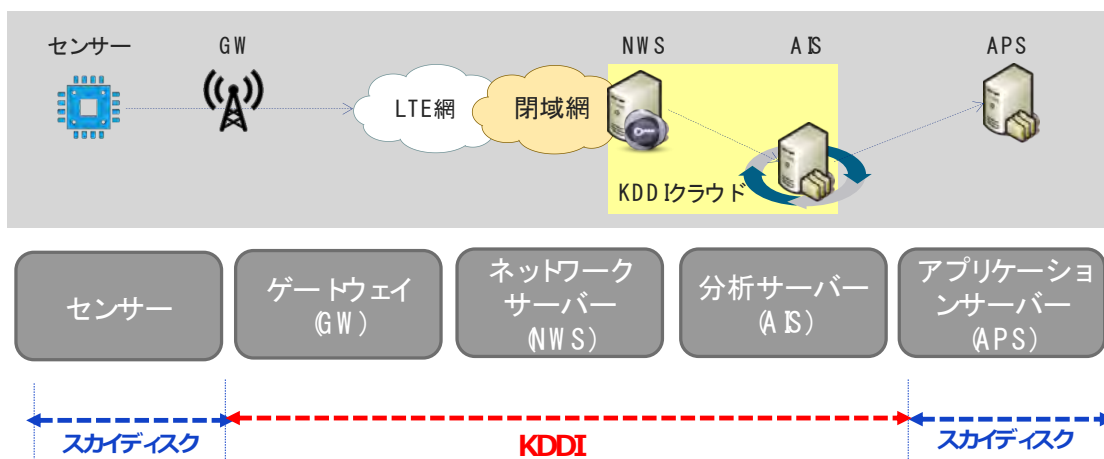 センサー
GW
NWS
AIS
APS
LTE網
閉域網
KDDIクラウド
センサー
ゲートウェイ
(GW)
ネットワーク
サーバー
(NWS)
分析サーバー
(AIS)
アプリケーショ
ンサーバー
(APS)
スカイディスク
KDDI
スカイディスク